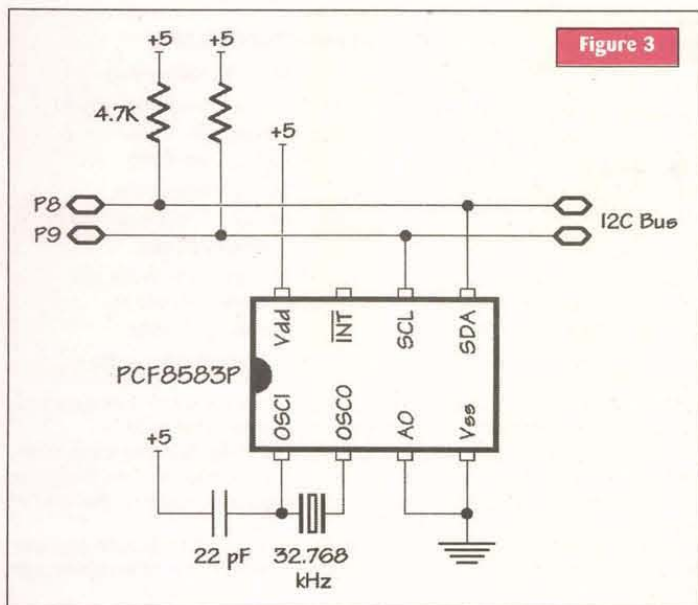 Figure 3
+5 +5
4.7K
+5
P8
P9
I2C Bus
Vdd INT SCL SDA
PCF8583P
OSCI OSCO AO Vss
+5
22 pF 32.768
kHz